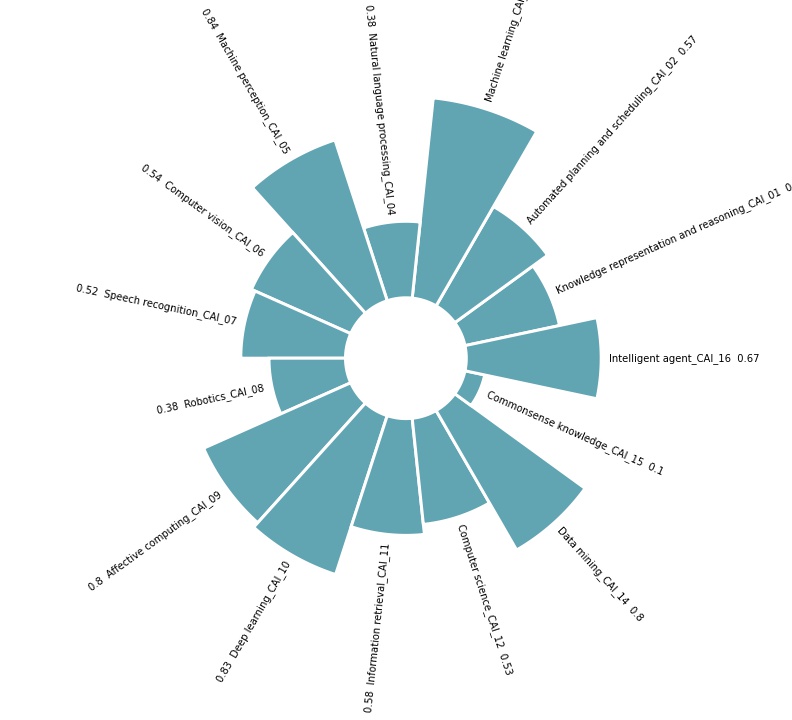 0.84 Machine perception_CAI_05
0.38 Natural language processing_CAI_04
Machine learning_CAI_
Automated planning and scheduling_CAI_02 0.57
Knowledge representation and reasoning_CAI_01 0
0.54 Computer vision_CAI_06
0.52 Speech recognition_CAI_07
Intelligent agent_CAI_16 0.67
0.38 Robotics_CAI_08
Commonsense knowledge_CAI_15 0.1
0.8 Affective computing_CAI_09
Data mining_CAI_14 0.8
0.83 Deep learning_CAI_10
0.58 Information retrieval_CAI_11
Computer science_CAI_12 0.53